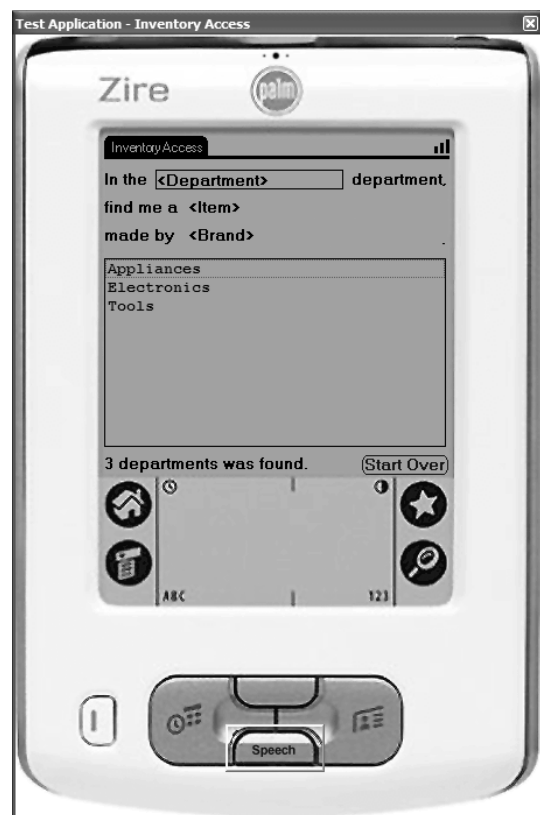 Test Application - Inventory Access
Zire
palm
Inventory Access
In the <Department> department,
find me a <Item>
made by <Brand> .
Appliances
Electronics
Tools
3 departments was found. Start Over
ABC 123
Speech